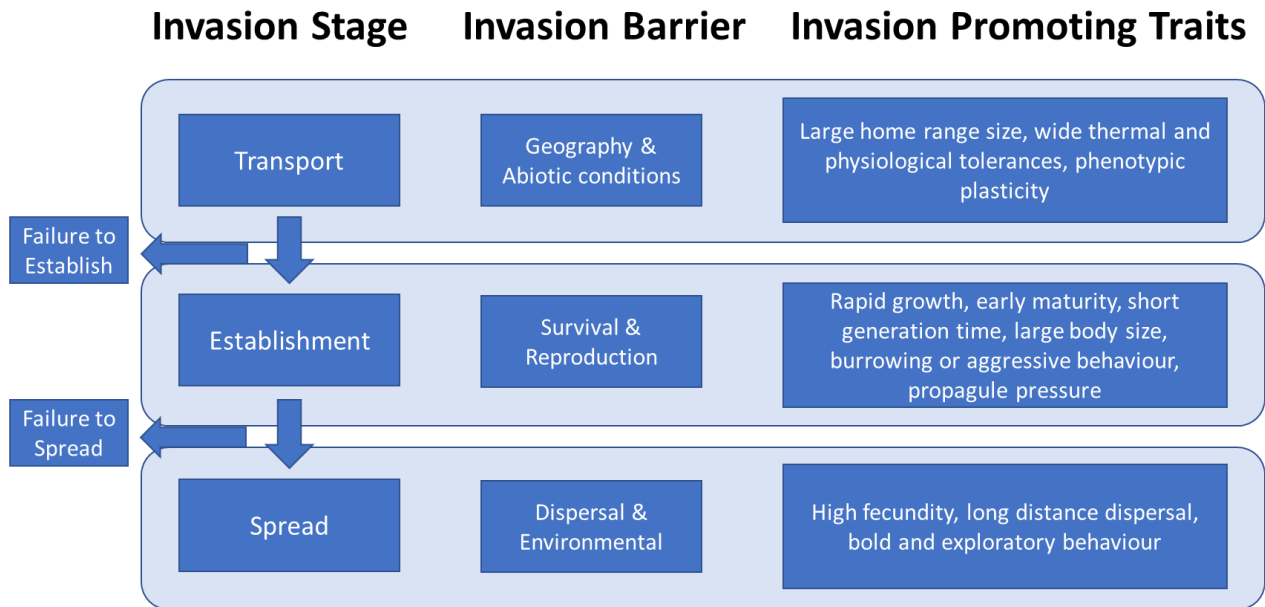 Invasion Stage
Invasion Barrier
Invasion Promoting Traits
Transport
Geography &
Abiotic conditions
Large home range size, wide thermal and
physiological tolerances, phenotypic
plasticity
Failure to
Establish
Establishment
Survival &
Reproduction
Rapid growth, early maturity, short
generation time, large body size,
burrowing or aggressive behaviour,
propagule pressure
Failure to
Spread
Spread
Dispersal &
Environmental
High fecundity, long distance dispersal,
bold and exploratory behaviour